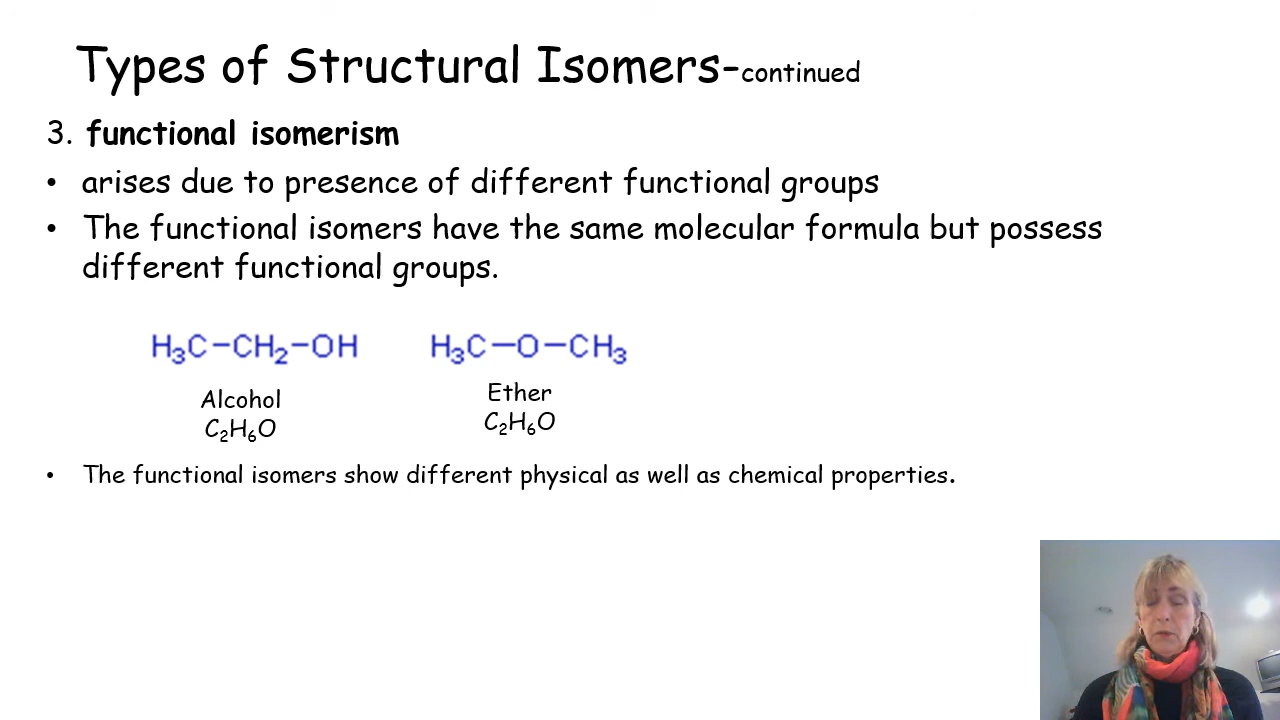 Types of Structural Isomers-continued
3. functional isomerism
• arises due to presence of different functional groups
• The functional isomers have the same molecular formula but possess
different functional groups.
H₃C−CH₂−OH H₃C−O−CH₃
Alcohol Ether
C₂H₆O C₂H₆O
• The functional isomers show different physical as well as chemical properties.